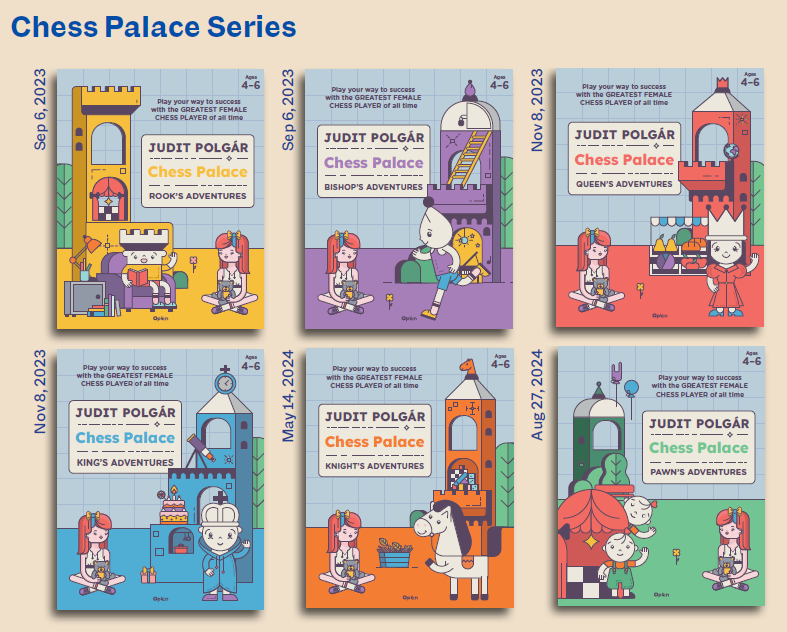 Chess Palace Series
Sep 6, 2023
Ages
4–6
Play your way to success
with the GREATEST FEMALE
CHESS PLAYER of all time
JUDIT POLGÁR
Chess Palace
ROOK'S ADVENTURES
Sep 6, 2023
Ages
4–6
Play your way to success
with the GREATEST FEMALE
CHESS PLAYER of all time
JUDIT POLGÁR
Chess Palace
BISHOP'S ADVENTURES
Nov 8, 2023
Ages
4–6
Play your way to success
with the GREATEST FEMALE
CHESS PLAYER of all time
JUDIT POLGÁR
Chess Palace
QUEEN'S ADVENTURES
Nov 8, 2023
Ages
4–6
Play your way to success
with the GREATEST FEMALE
CHESS PLAYER of all time
JUDIT POLGÁR
Chess Palace
KING'S ADVENTURES
May 14, 2024
Ages
4–6
Play your way to success
with the GREATEST FEMALE
CHESS PLAYER of all time
JUDIT POLGÁR
Chess Palace
KNIGHT'S ADVENTURES
Aug 27, 2024
Ages
4–6
Play your way to success
with the GREATEST FEMALE
CHESS PLAYER of all time
JUDIT POLGÁR
Chess Palace
PAWN'S ADVENTURES